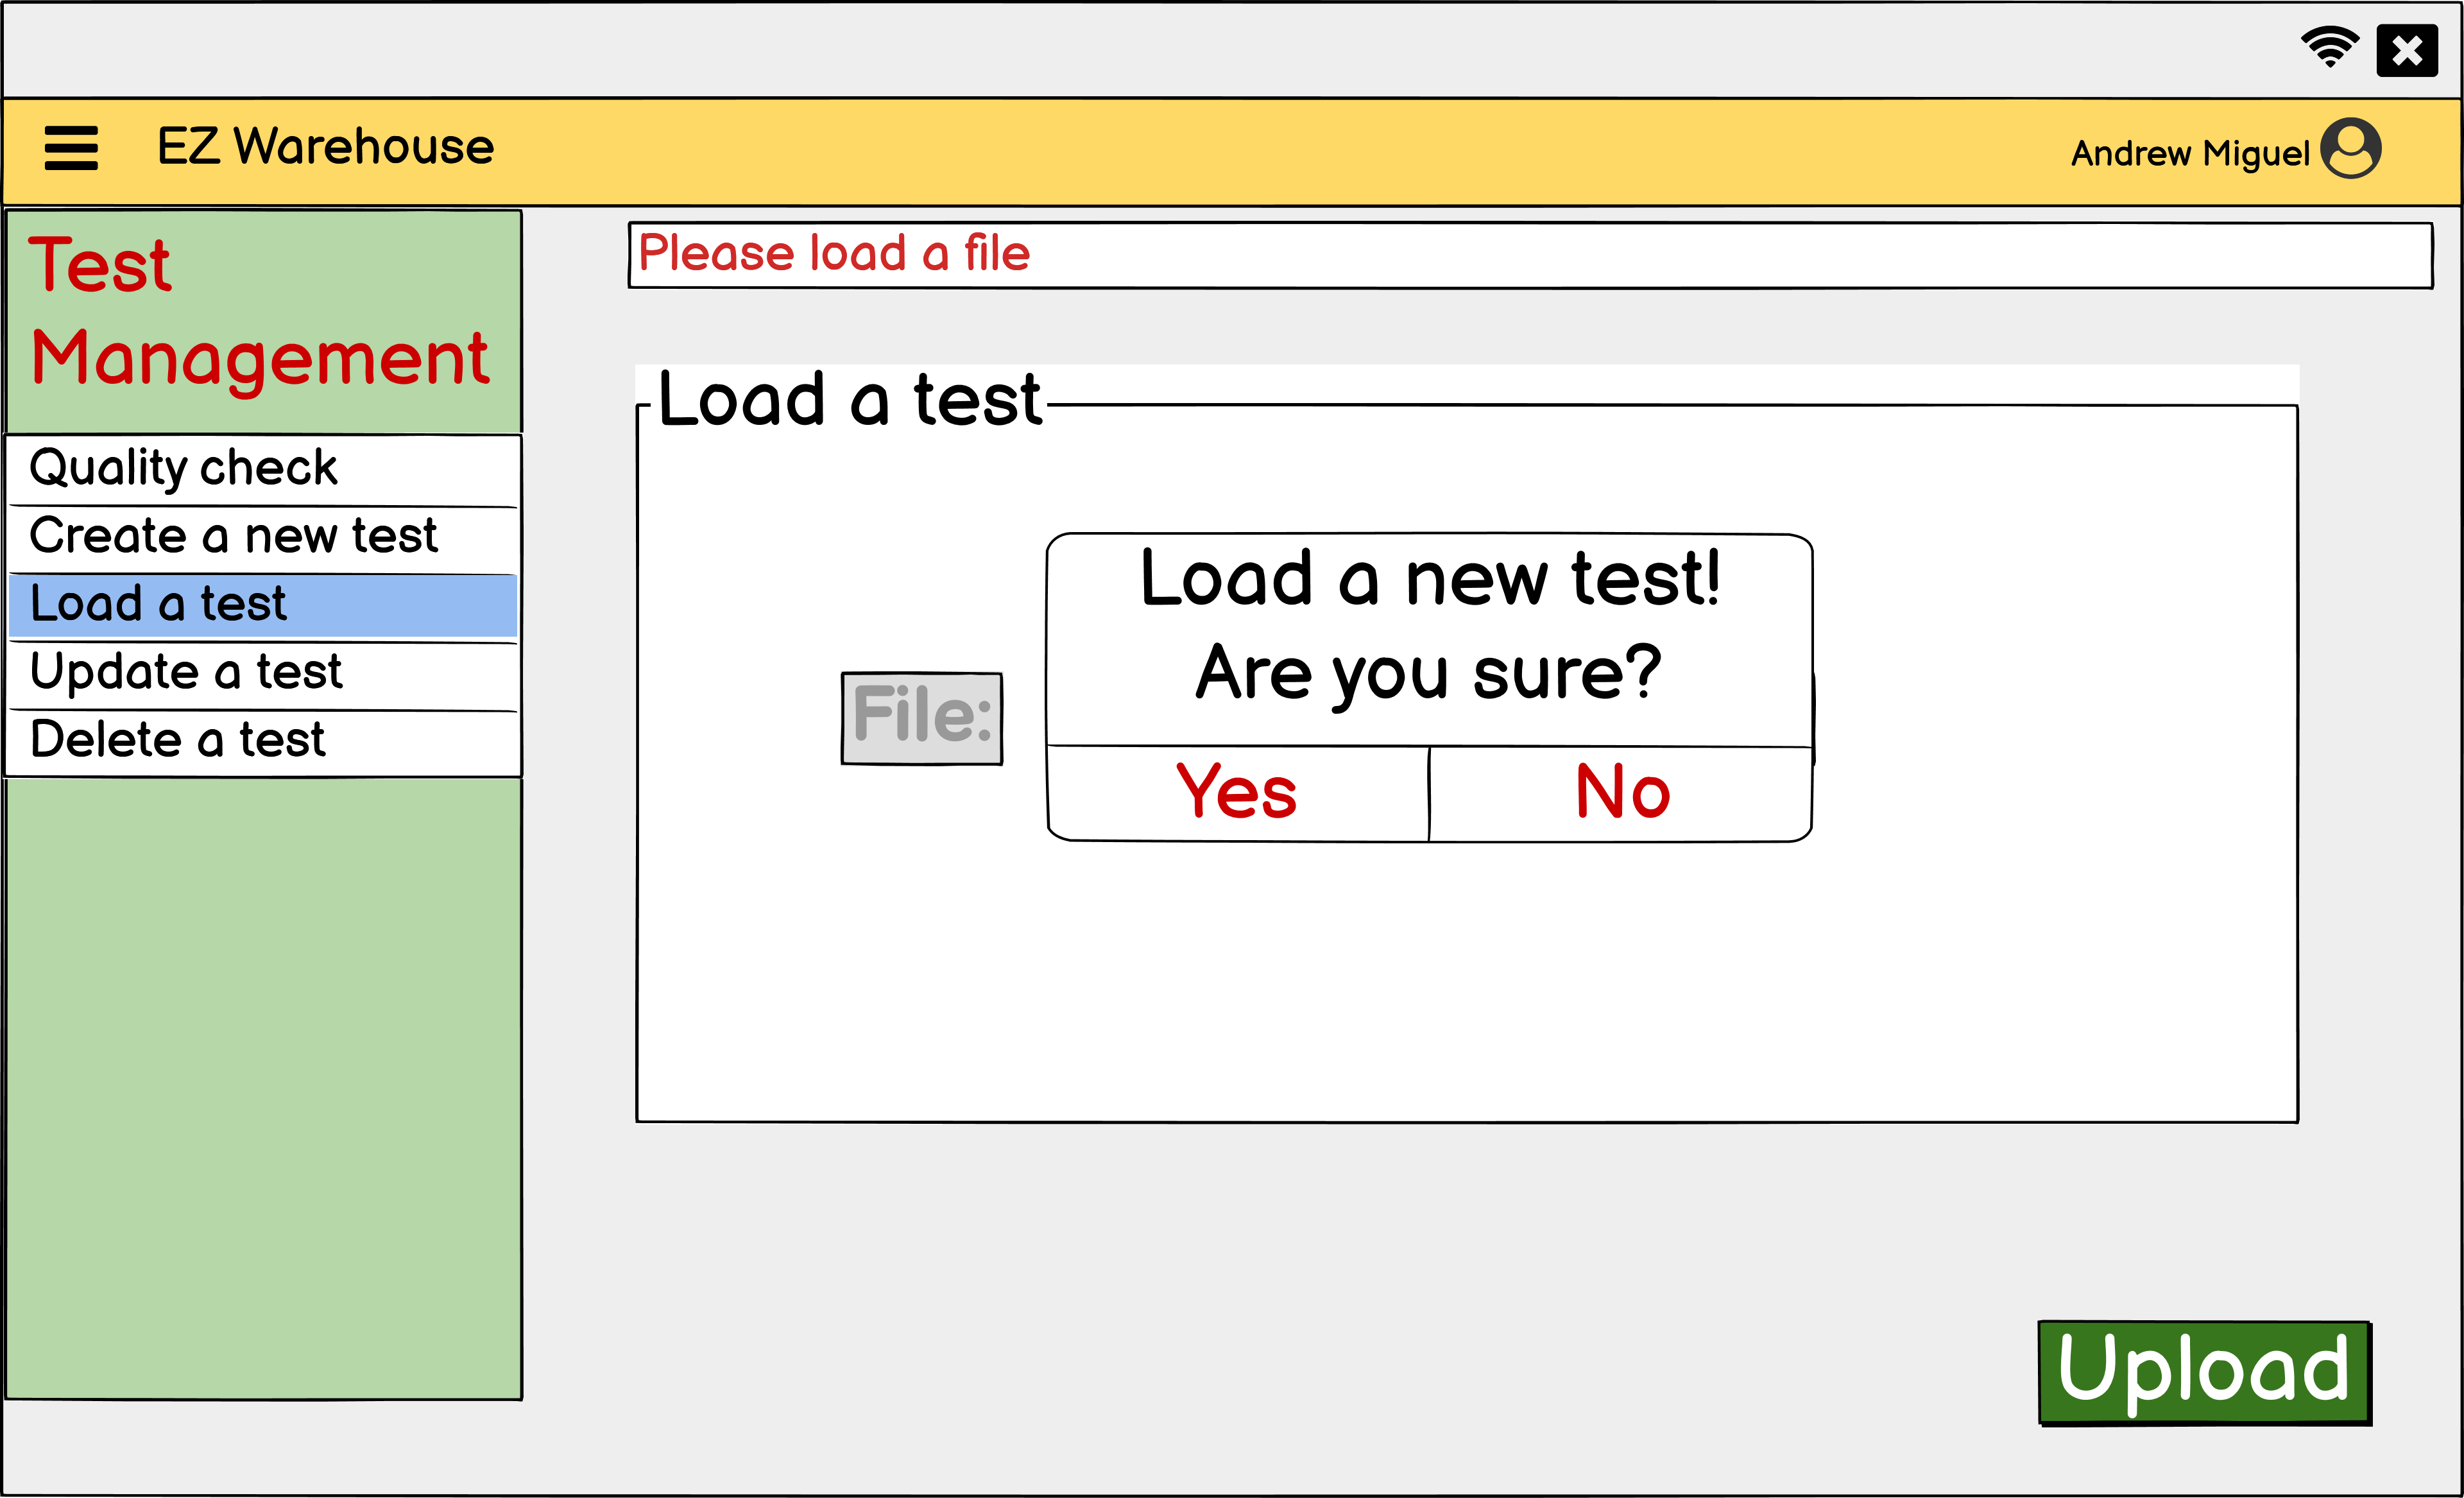 EZ Warehouse
Andrew Miguel
Test
Management
Quality check
Create a new test
Load a test
Update a test
Delete a test
Please load a file
Load a test
File:
Load a new test!
Are you sure?
Yes
No
Upload